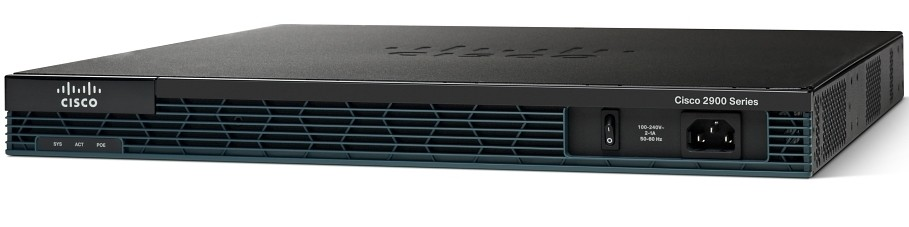 CISCO
Cisco 2900 Series
100-240V~
2-1A
50-60 Hz
SYS ACT POE